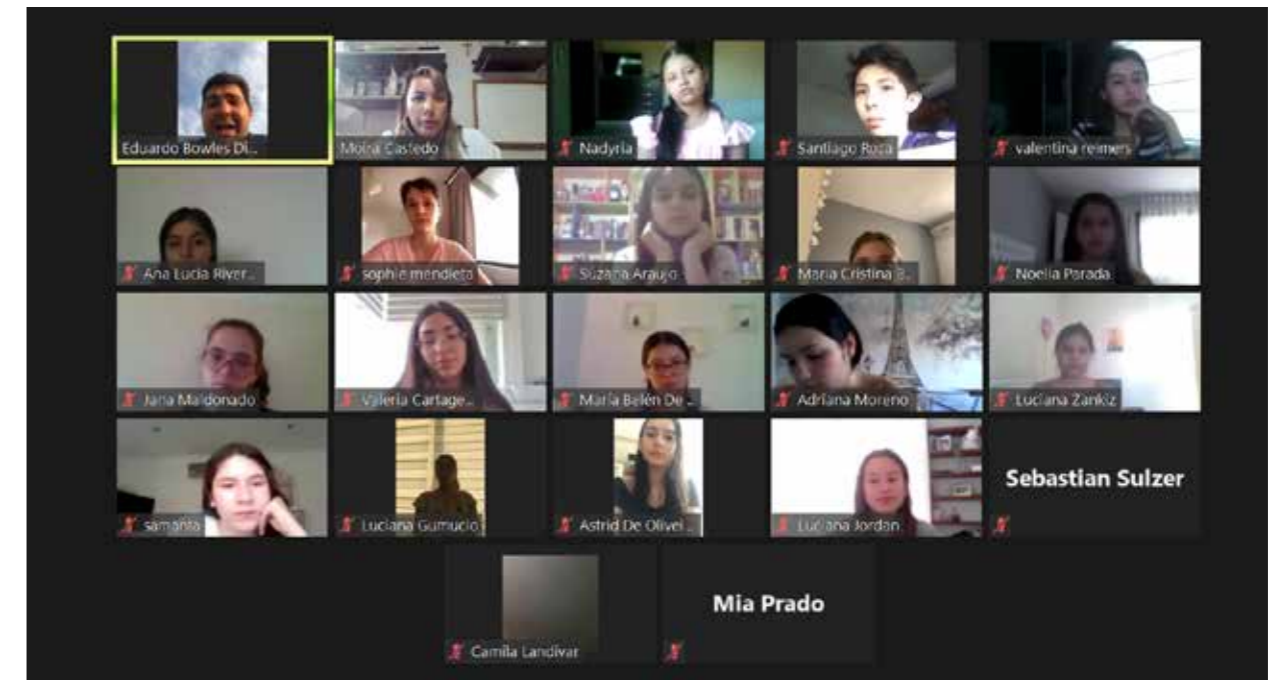 Eduardo Bowles Di...
Moira Castedo
Nadyria
Santiago Roza
valentina reimers
Ana Lucia River...
sophie mendieta
Suzana Araujo
Maria Cristina B...
Noelia Parada
Jana Maldonado
Valeria Cartage...
María Belén De ...
Adriana Moreno
Luciana Zankiz
samanta
Luciana Gumucio
Astrid De Olivei...
Luciana Jordan
Sebastian Sulzer
Camila Landívar
Mia Prado